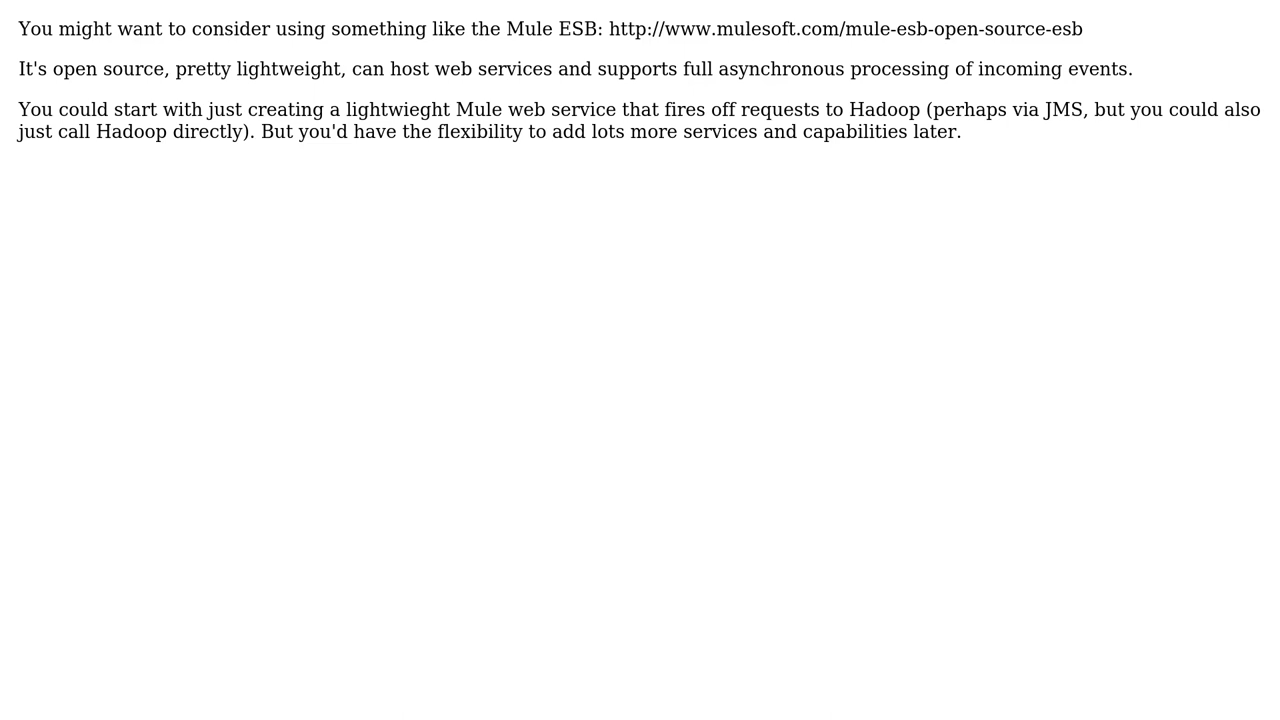 You might want to consider using something like the Mule ESB: http://www.mulesoft.com/mule-esb-open-source-esb
It's open source, pretty lightweight, can host web services and supports full asynchronous processing of incoming events.
You could start with just creating a lightwieght Mule web service that fires off requests to Hadoop (perhaps via JMS, but you could also
just call Hadoop directly). But you'd have the flexibility to add lots more services and capabilities later.